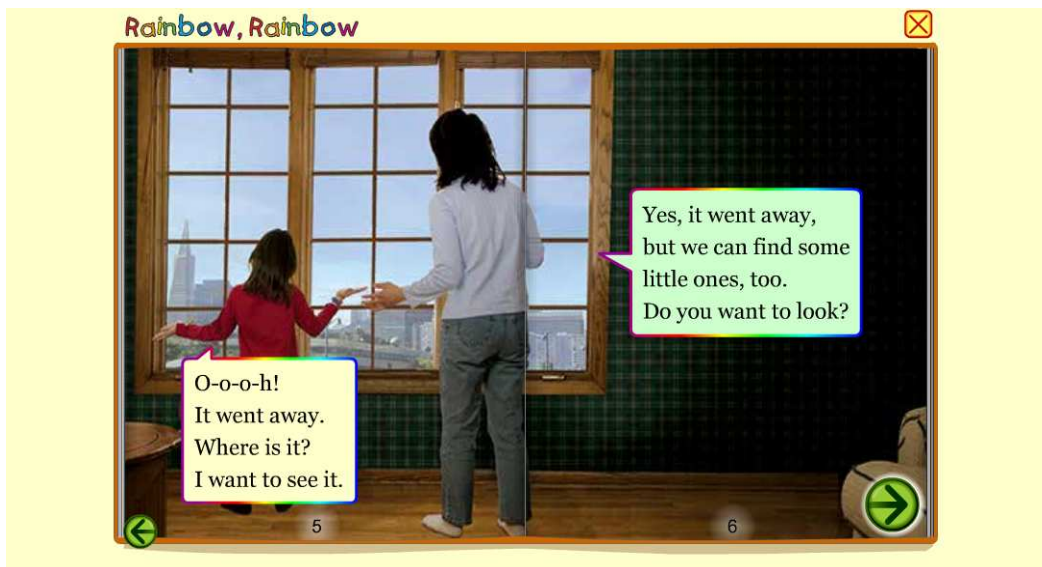 Rainbow, Rainbow
O-o-o-h!
It went away.
Where is it?
I want to see it.
5
Yes, it went away,
but we can find some
little ones, too.
Do you want to look?
6